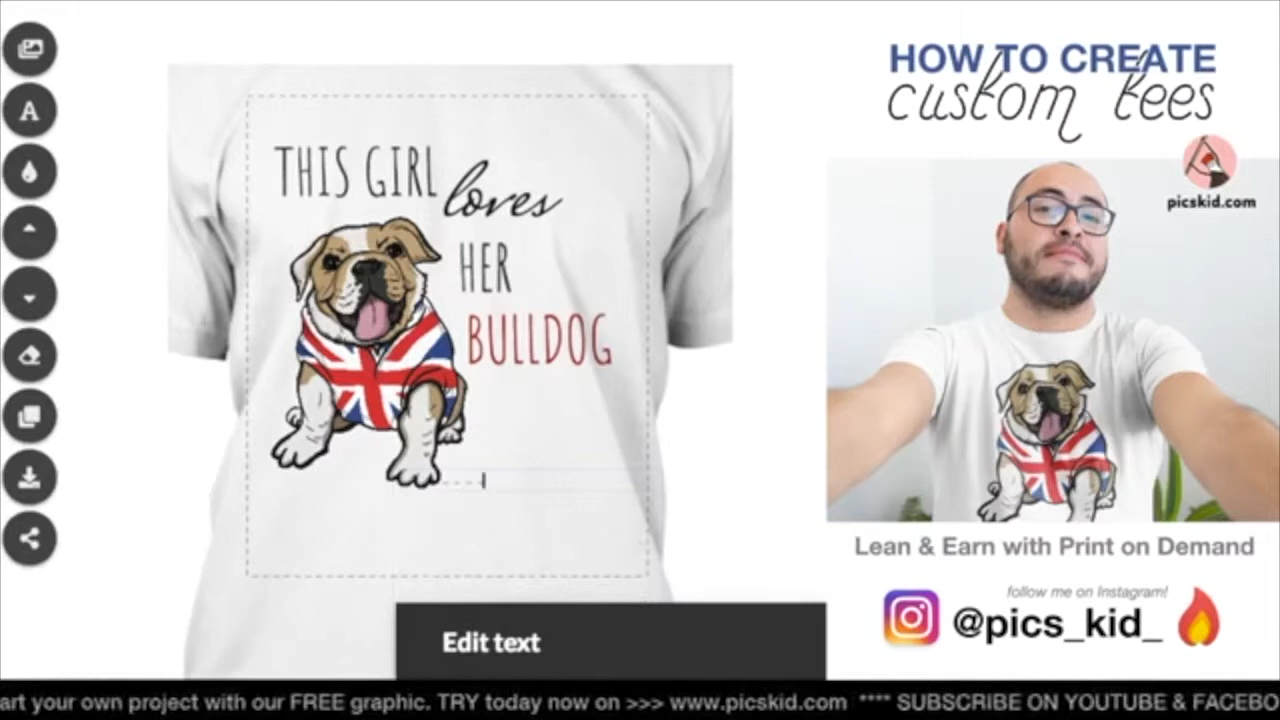 HOW TO CREATE
custom tees
picskid.com
A
THIS GIRL loves
HER
BULLDOG
Edit text
Lean & Earn with Print on Demand
follow me on Instagram!
@pics_kid_
art your own project with our FREE graphic. TRY today now on >>> www.picskid.com **** SUBSCRIBE ON YOUTUBE & FACEBO